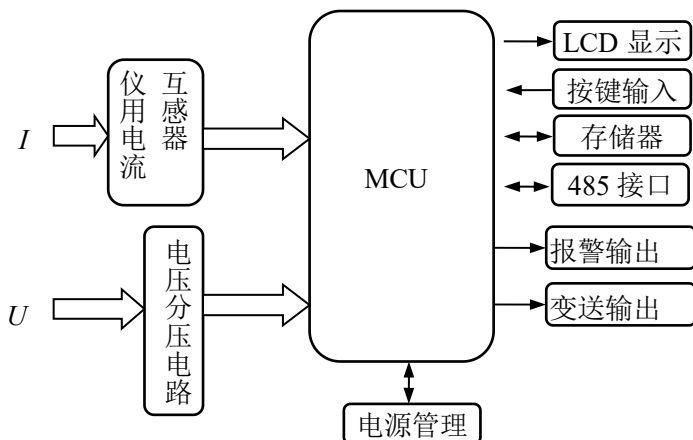 I
仪用电流
互感器
U
电压分压电路
MCU
LCD 显示
按键输入
存储器
485 接口
报警输出
变送输出
电源管理